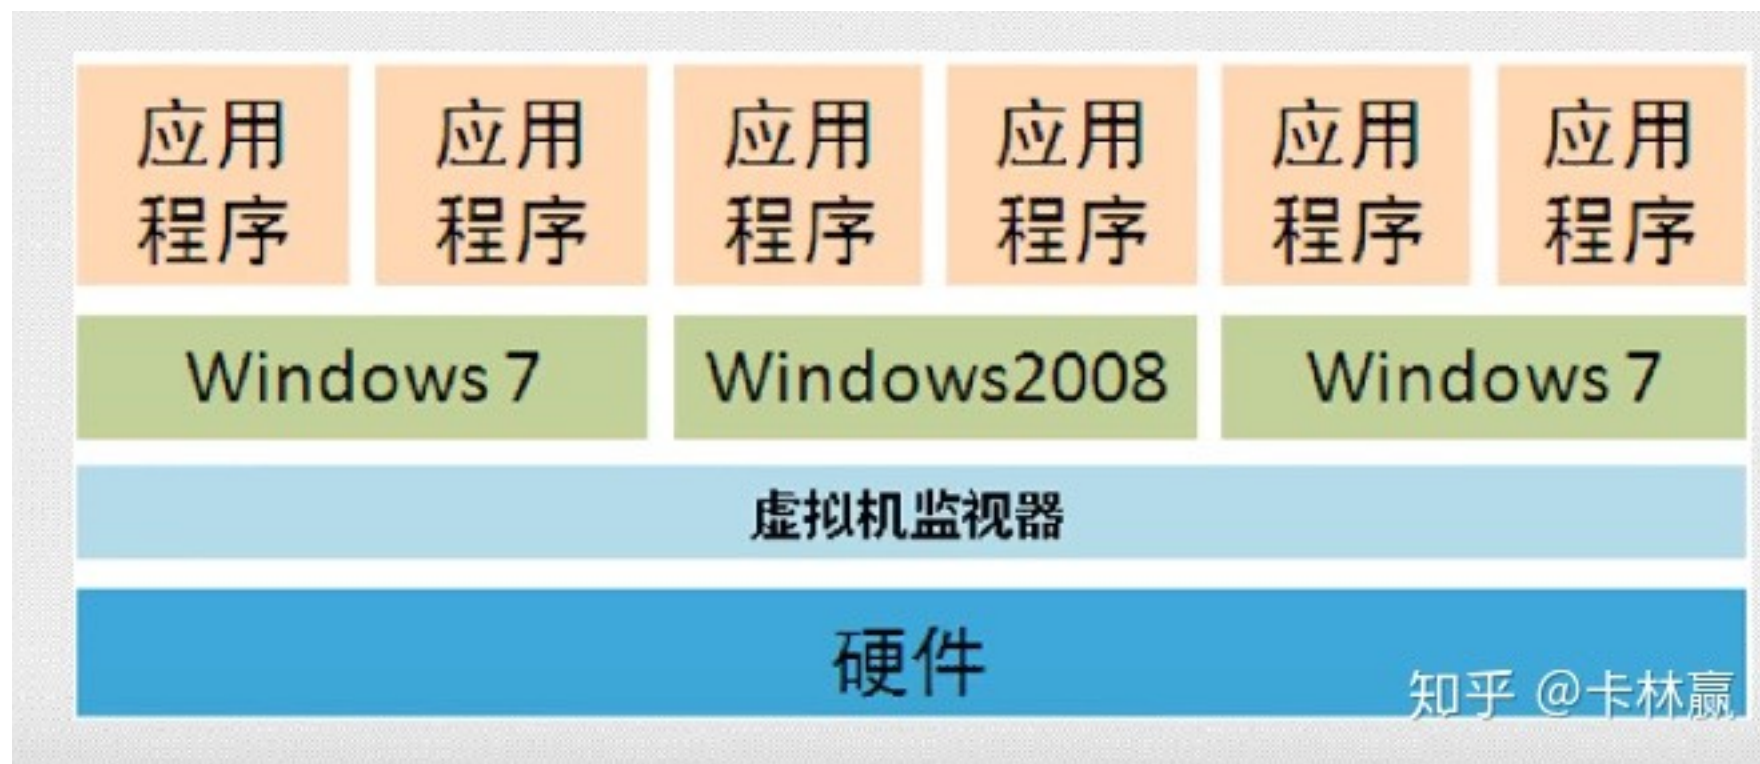 应用 应用 应用 应用 应用 应用
程序 程序 程序 程序 程序 程序
Windows 7 Windows2008 Windows 7
虚拟机监视器
硬件
知乎 @卡林赢